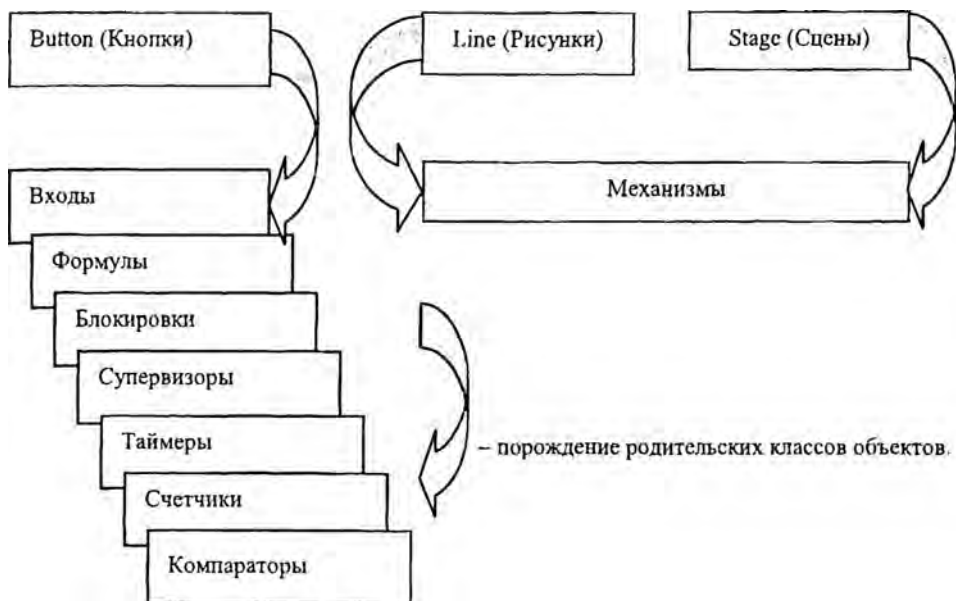 Button (Кнопки)
Line (Рисунки)
Stage (Сцены)
Входы
Механизмы
Формулы
Блокировки
Супервизоры
Таймеры
– порождение родительских классов объектов.
Счетчики
Компараторы